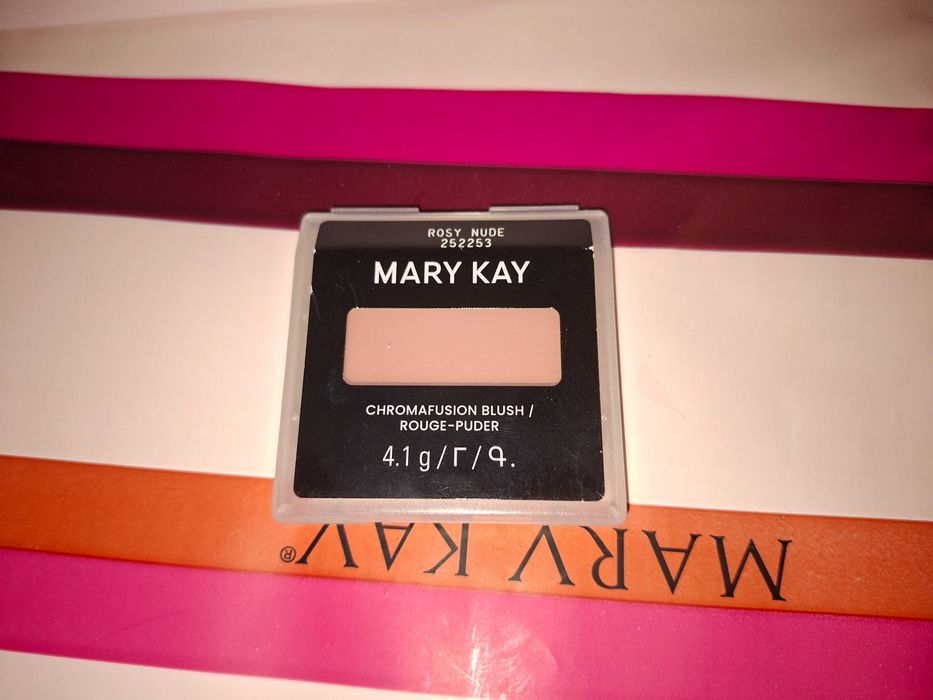 ROSY NUDE
252253
MARY KAY
CHROMAFUSION BLUSH /
ROUGE-PUDER
4.1 g / Г / Գ.
MARY KAY®